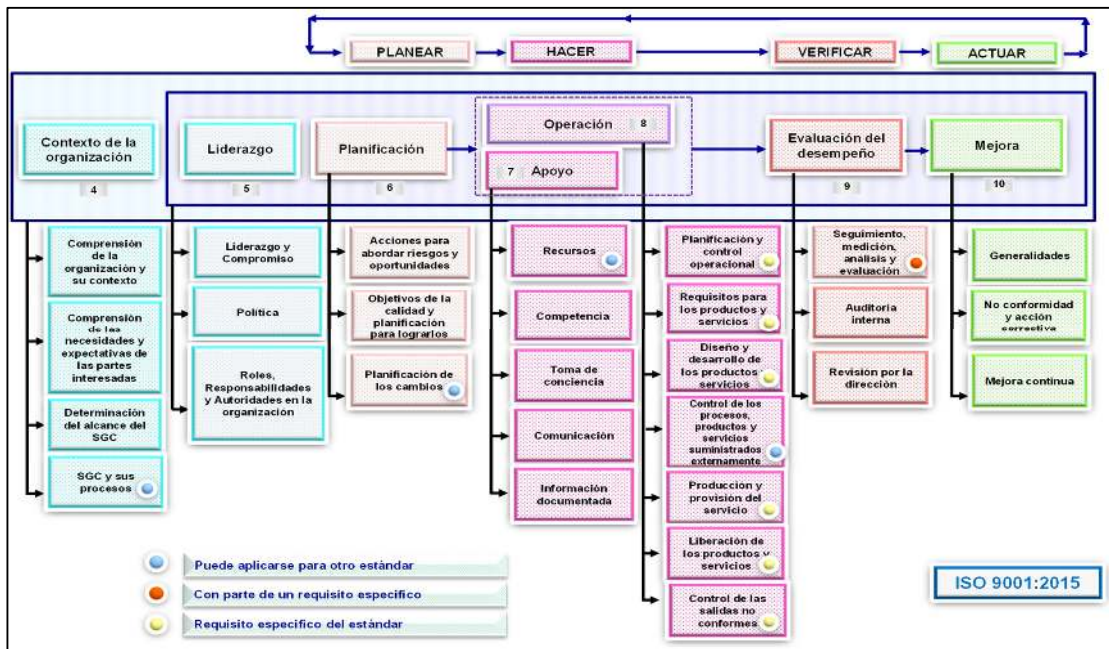 PLANEAR
HACER
VERIFICAR
ACTUAR
Contexto de la
organización
4
Liderazgo
5
Planificación
6
Operación
8
7
Apoyo
Evaluación del
desempeño
9
Mejora
10
Comprensión
de la
organización y
su contexto
Comprensión
de las
necesidades y
expectativas de
las partes
interesadas
Determinación
del alcance del
SGC
SGC y sus
procesos
Liderazgo y
Compromiso
Política
Roles,
Responsabilidades
y Autoridades en la
organización
Acciones para
abordar riesgos y
oportunidades
Objetivos de la
calidad y
planificación
para lograrlos
Planificación de
los cambios
Recursos
Competencia
Toma de
conciencia
Comunicación
Información
documentada
Planificación y
control
operacional
Requisitos para
los productos y
servicios
Diseño y
desarrollo de
los productos y
servicios
Control de los
procesos,
productos y
servicios
suministrados
externamente
Producción y
provisión del
servicio
Liberación de
los productos y
servicios
Control de las
salidas no
conformes
Seguimiento,
medición,
análisis y
evaluación
Auditoría
interna
Revisión por la
dirección
Generalidades
No conformidad
y acción
correctiva
Mejora continua
Puede aplicarse para otro estándar
Con parte de un requisito especifico
Requisito especifico del estándar
ISO 9001:2015